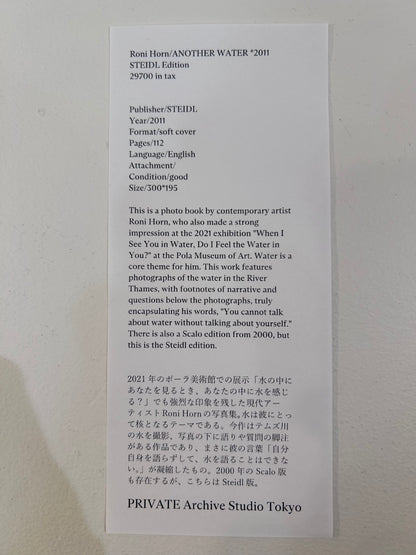 Roni Horn/ANOTHER WATER *2011
STEIDL Edition
29700 in tax
Publisher/STEIDL
Year/2011
Format/soft cover
Pages/112
Language/English
Attachment/
Condition/good
Size/300*195
This is a photo book by contemporary artist
Roni Horn, who also made a strong
impression at the 2021 exhibition "When I
See You in Water, Do I Feel the Water in
You?" at the Pola Museum of Art. Water is a
core theme for him. This work features
photographs of the water in the River
Thames, with footnotes of narrative and
questions below the photographs, truly
encapsulating his words, "You cannot talk
about water without talking about yourself."
There is also a Scalo edition from 2000, but
this is the Steidl edition.
2021年のポーラ美術館での展示「水の中に
あなたを見るとき、あなたの中に水を感じ
る？」でも強烈な印象を残した現代アー
ティスト Roni Horn の写真集。水は彼にとっ
て核となるテーマである。今作はテムズ川
の水を撮影、写真の下に語りや質問の脚注
がある作品であり、まさに彼の言葉「自分
自身を語らずして、水を語ることはできな
い。」が凝縮したもの。2000年の Scalo 版
も存在するが、こちらは Steidl 版。
PRIVATE Archive Studio Tokyo